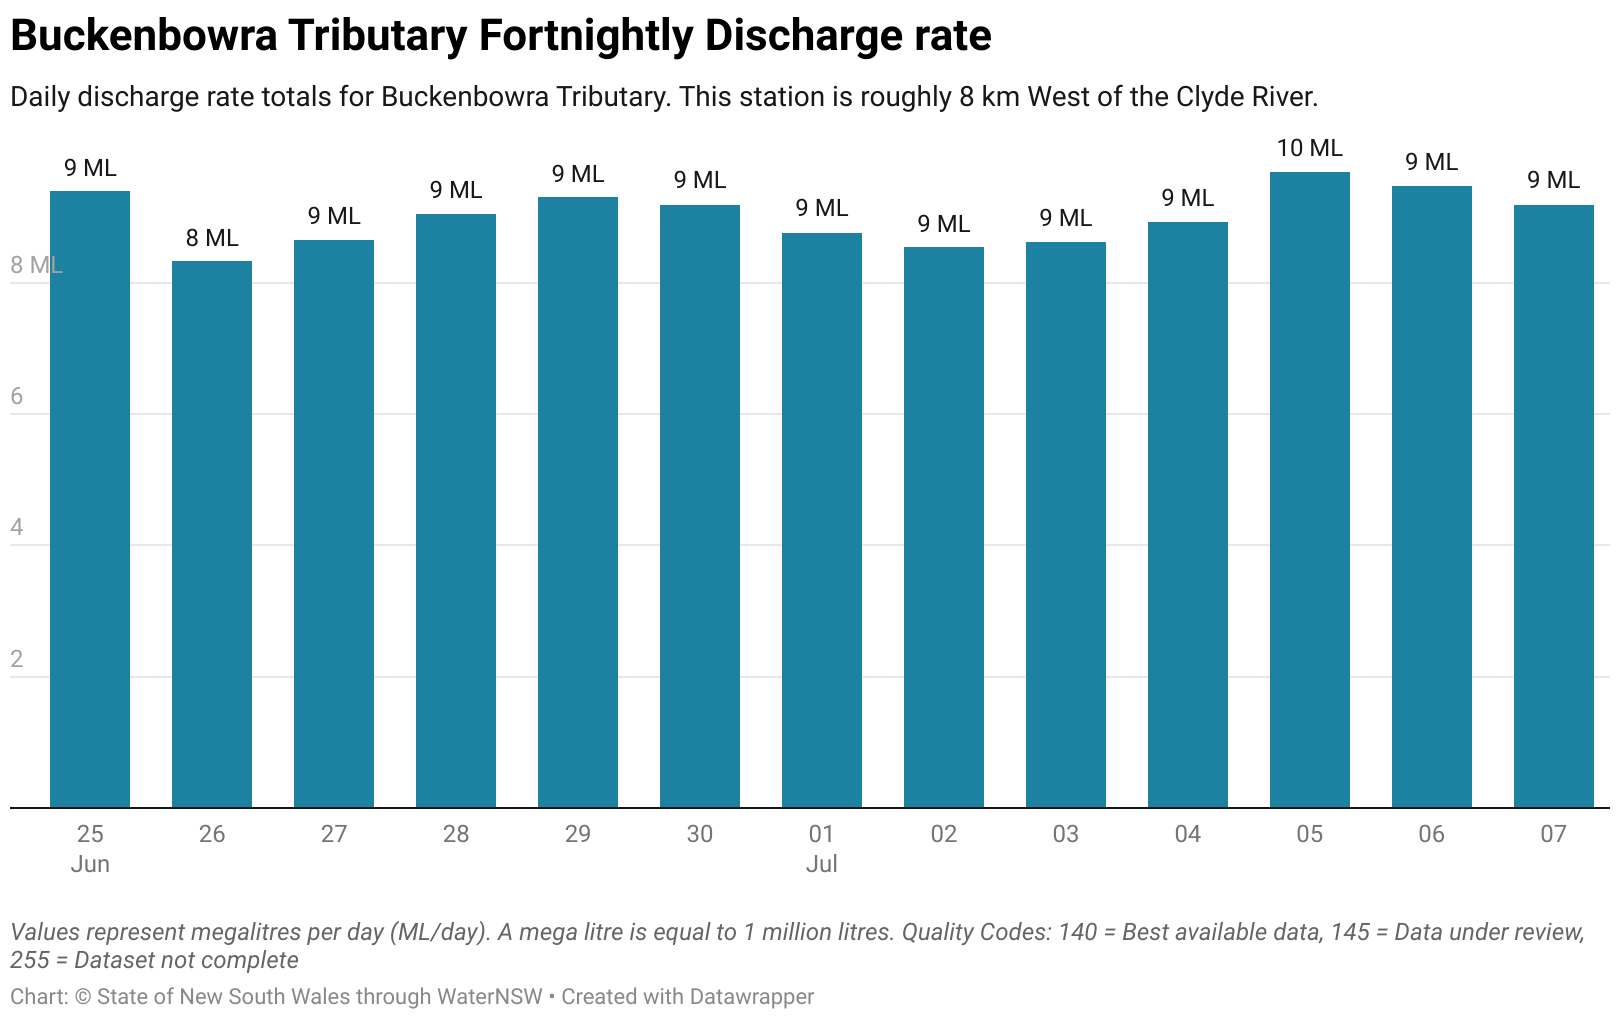 Buckenbowra Tributary Fortnightly Discharge rate
Daily discharge rate totals for Buckenbowra Tributary. This station is roughly 8 km West of the Clyde River.
9 ML
8 ML
9 ML
9 ML
9 ML
9 ML
9 ML
9 ML
9 ML
9 ML
10 ML
9 ML
9 ML
8 ML
6
4
2
25 26 27 28 29 30 01 02 03 04 05 06 07
Jun Jul
Values represent megalitres per day (ML/day). A mega litre is equal to 1 million litres. Quality Codes: 140 = Best available data, 145 = Data under review,
255 = Dataset not complete
Chart: © State of New South Wales through WaterNSW • Created with Datawrapper